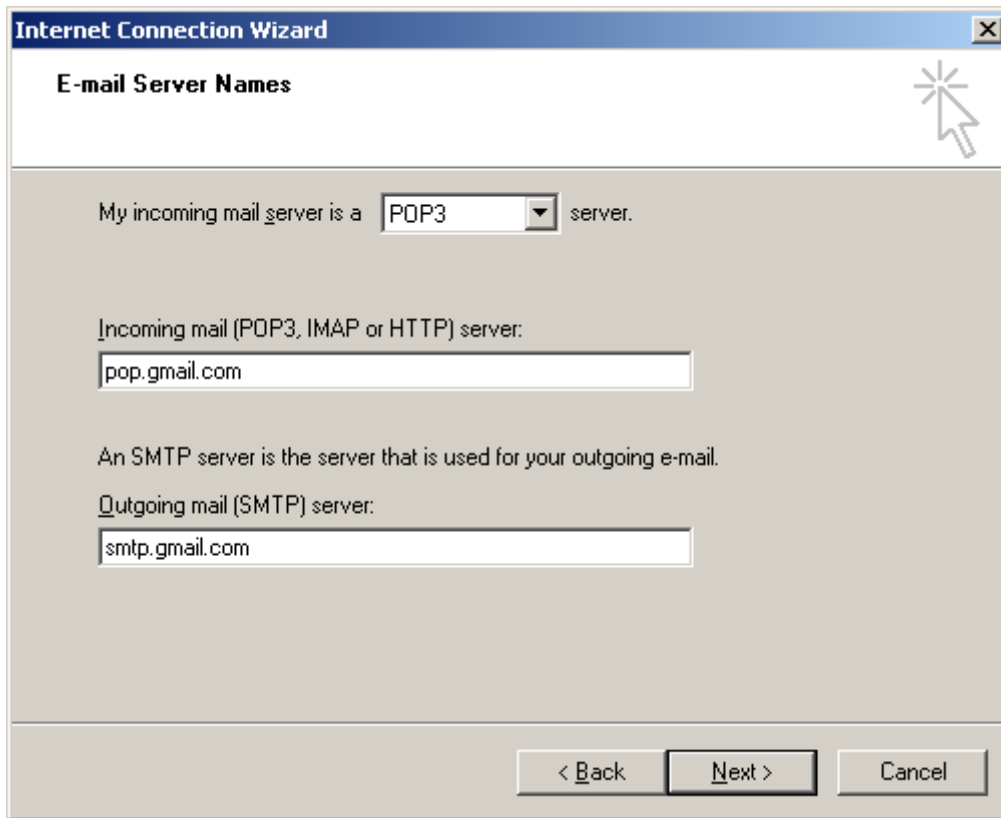 Internet Connection Wizard
E-mail Server Names
My incoming mail server is a POP3 server.
Incoming mail (POP3, IMAP or HTTP) server:
pop.gmail.com
An SMTP server is the server that is used for your outgoing e-mail.
Outgoing mail (SMTP) server:
smtp.gmail.com
< Back Next > Cancel